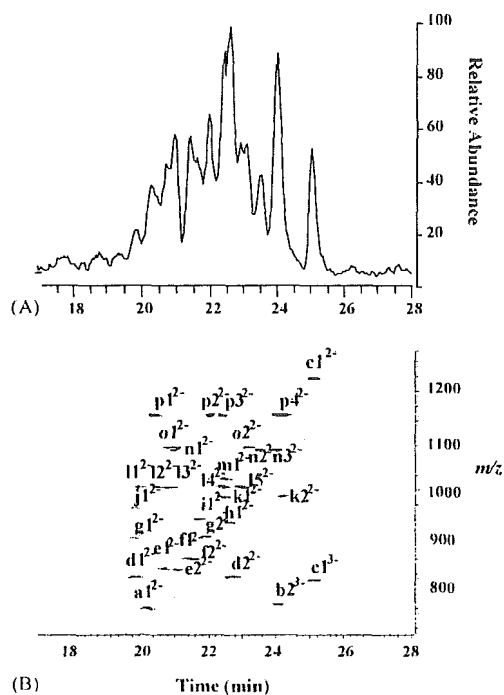 100
80
60
40
20
Relative Abundance
18 20 22 24 26 28
(A)
c1²⁻
p1²⁻ p2²⁻ p3²⁻ p4²⁻
1200
o1²⁻ n1²⁻ o2²⁻ n2²⁻ n3²⁻
1100
l1²⁻ l2²⁻ l3²⁻ l4²⁻ m1²⁻ l5²⁻
m/z
j1²⁻ i1²⁻ k1²⁻ k2²⁻
1000
g1²⁻ g2²⁻ h1²⁻
900
d1²⁻ e1²⁻ f1²⁻ f2²⁻
e2²⁻ d2²⁻ c1³⁻
a1²⁻ b2³⁻
800
18 20 22 24 26 28
(B) Time (min)